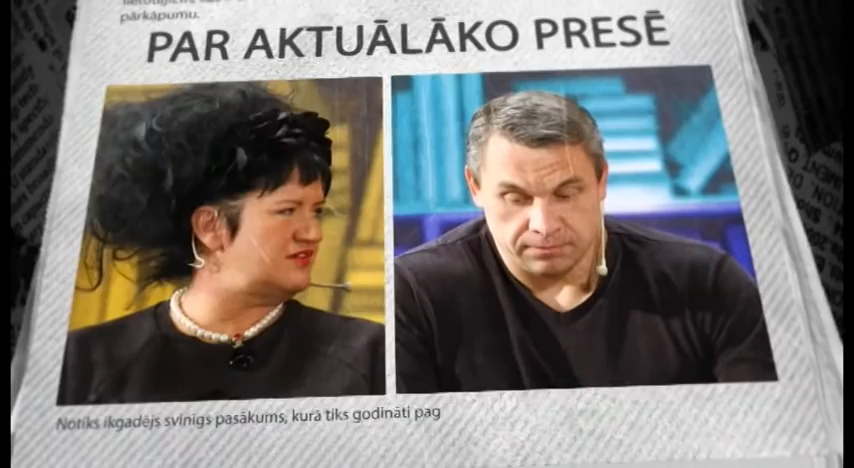 pārkāpumu.
PAR AKTUĀLĀKO PRESĒ
Notiks ikgadējs svinīgs pasākums, kurā tiks godināti pag